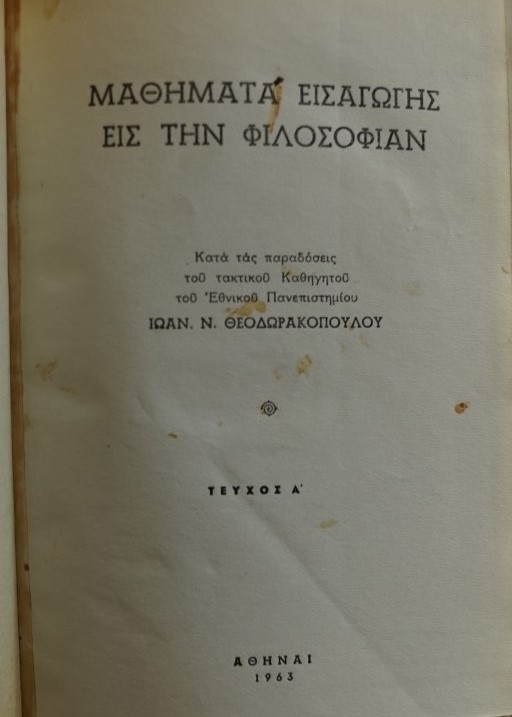 ΜΑΘΗΜΑΤΑ ΕΙΣΑΓΩΓΗΣ
ΕΙΣ ΤΗΝ ΦΙΛΟΣΟΦΙΑΝ
Κατὰ τὰς παραδόσεις
τοῦ τακτικοῦ Καθηγητοῦ
τοῦ Ἐθνικοῦ Πανεπιστημίου
ΙΩΑΝ. Ν. ΘΕΟΔΩΡΑΚΟΠΟΥΛΟΥ
ΤΕΥΧΟΣ Α'
ΑΘΗΝΑΙ
1963